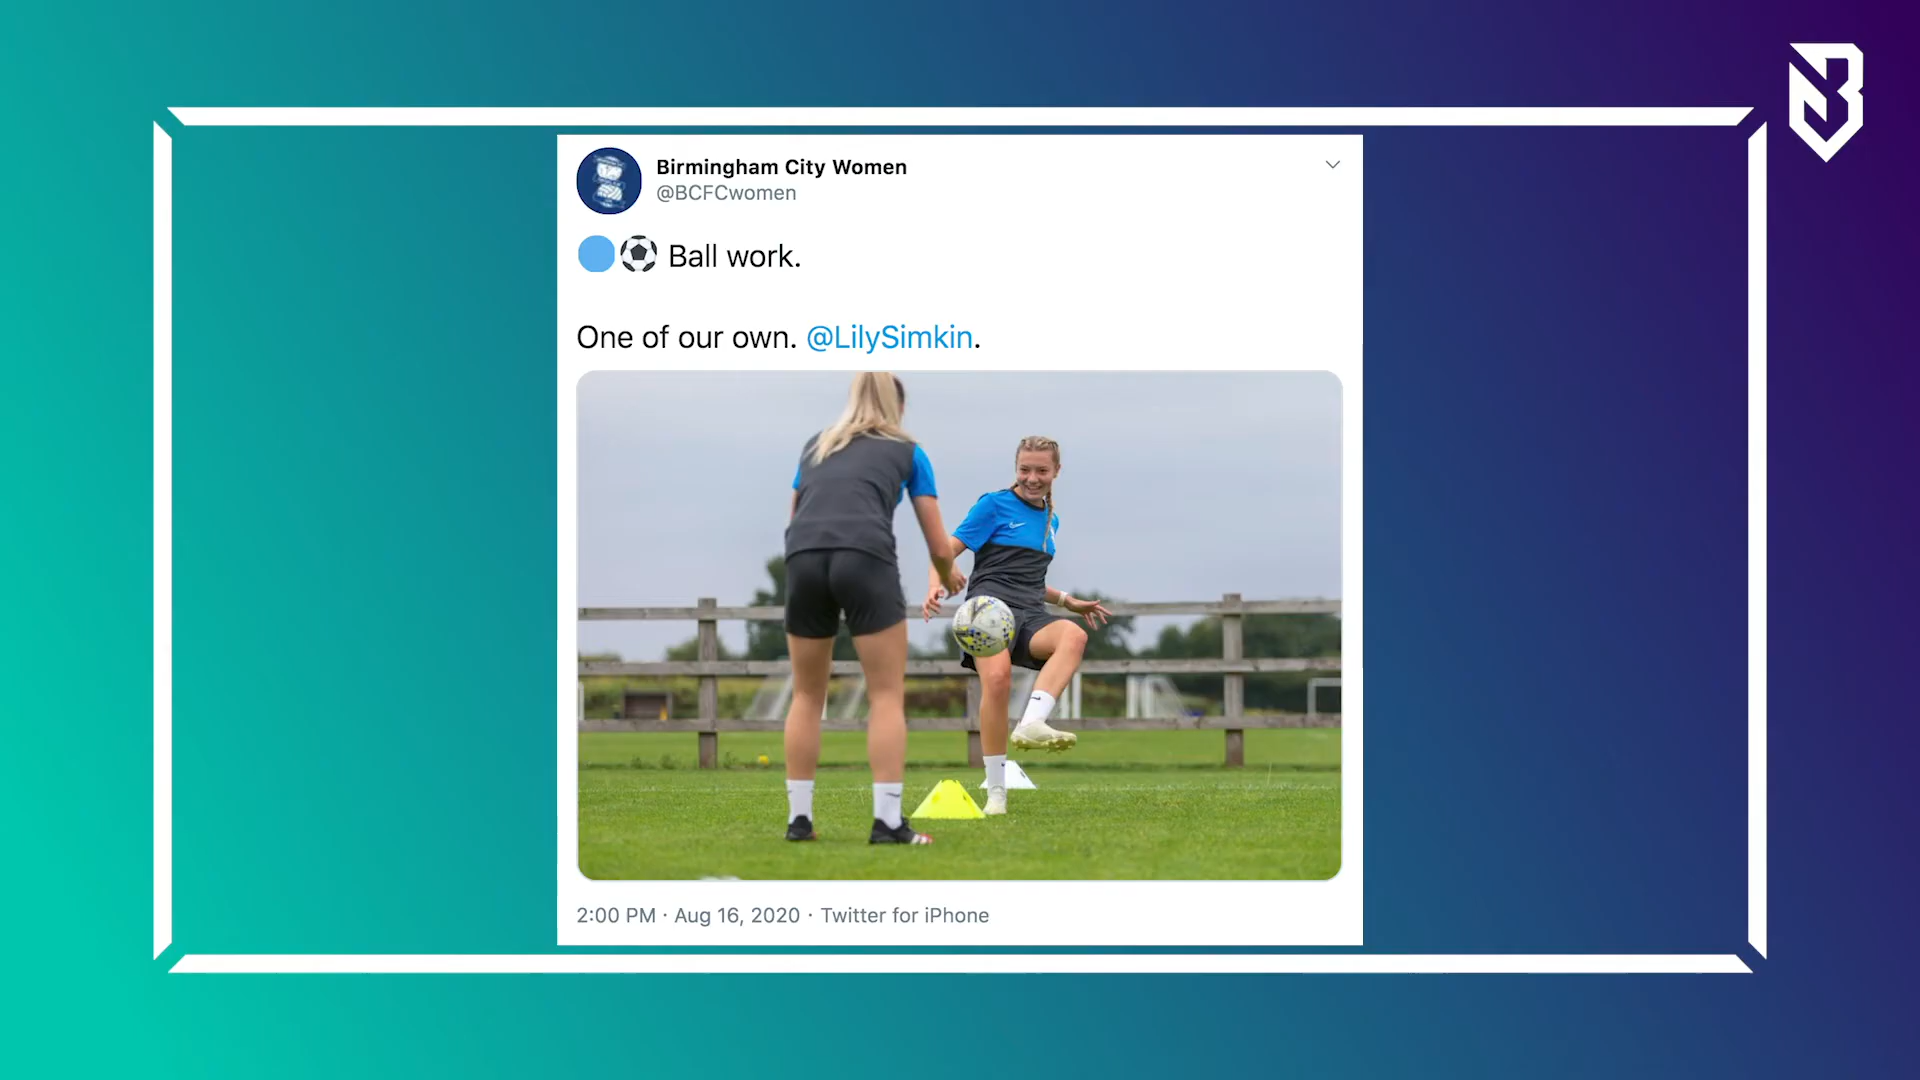 Birmingham City Women
@BCFCwomen
Ball work.
One of our own. @LilySimkin.
2:00 PM · Aug 16, 2020 · Twitter for iPhone